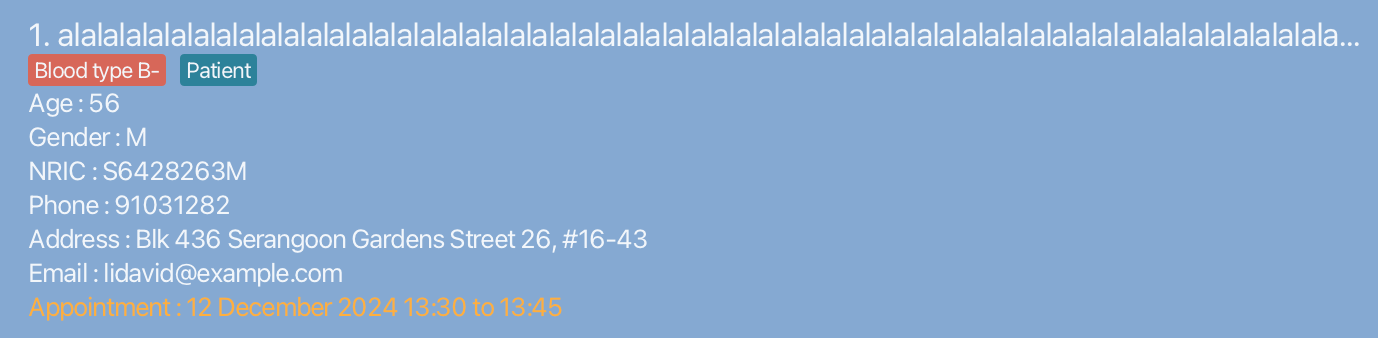 1. alalalalalalalalalalalalalalalalalalalalalalalalalalalalalalalalalalalalalalalalalalalalalalalalalalalalalalalala...
Blood type B- Patient
Age : 56
Gender : M
NRIC : S6428263M
Phone : 91031282
Address : Blk 436 Serangoon Gardens Street 26, #16-43
Email : lidavid@example.com
Appointment : 12 December 2024 13:30 to 13:45